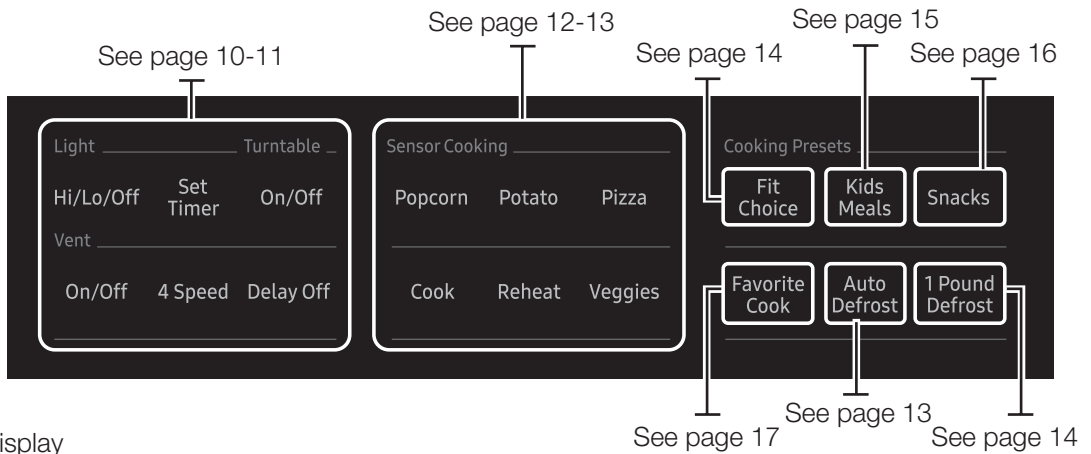 See page 15
See page 12-13
See page 10-11
See page 14
See page 16
Light
Turntable
Hi/Lo/Off
Set
Timer
On/Off
Vent
On/Off
4 Speed
Delay Off
Sensor Cooking
Popcorn
Potato
Pizza
Cook
Reheat
Veggies
Cooking Presets
Fit
Choice
Kids
Meals
Snacks
Favorite
Cook
Auto
Defrost
1 Pound
Defrost
See page 13
See page 17
See page 14
isplay